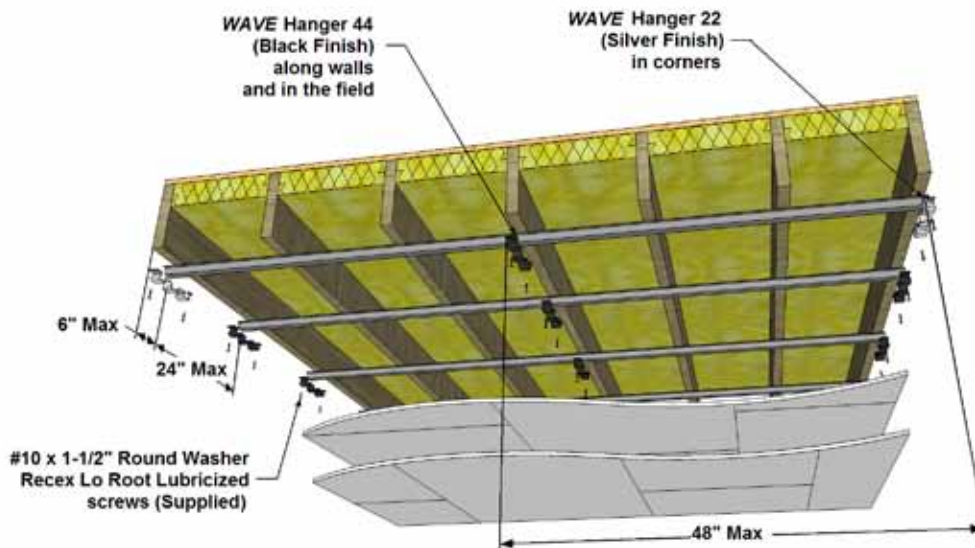 WAVE Hanger 44
(Black Finish)
along walls
and in the field
WAVE Hanger 22
(Silver Finish)
in corners
6" Max
24" Max
#10 x 1-1/2" Round Washer
Recex Lo Root Lubricized
screws (Supplied)
48" Max